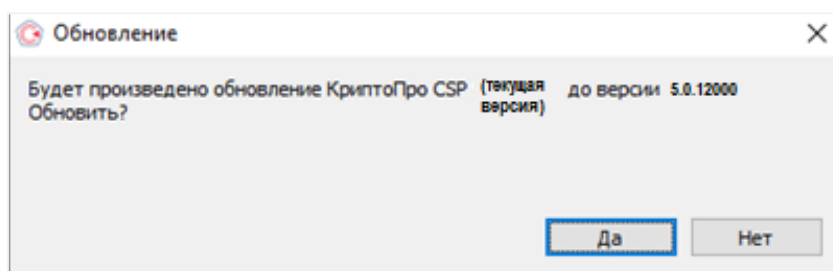 Обновление
Будет произведено обновление КриптоПро CSP (текущая версия) до версии 5.0.12000
Обновить?
Да
Нет